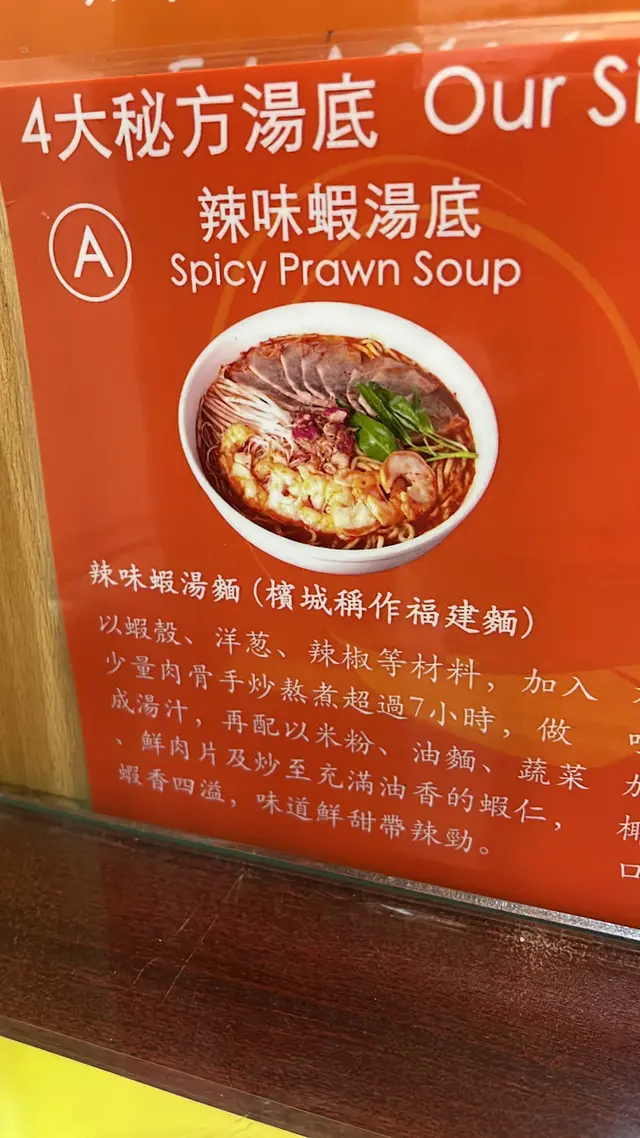 4大秘方湯底 Our
A
辣味蝦湯底
Spicy Prawn Soup
辣味蝦湯麵(檳城稱作福建麵)
以蝦殼、洋葱、辣椒等材料，加入
少量肉骨手炒熬煮超過7小時，做
成湯汁，再配以米粉、油麵、蔬菜
、鮮肉片及炒至充滿油香的蝦仁，
蝦香四溢，味道鮮甜帶辣勁。
椰
口